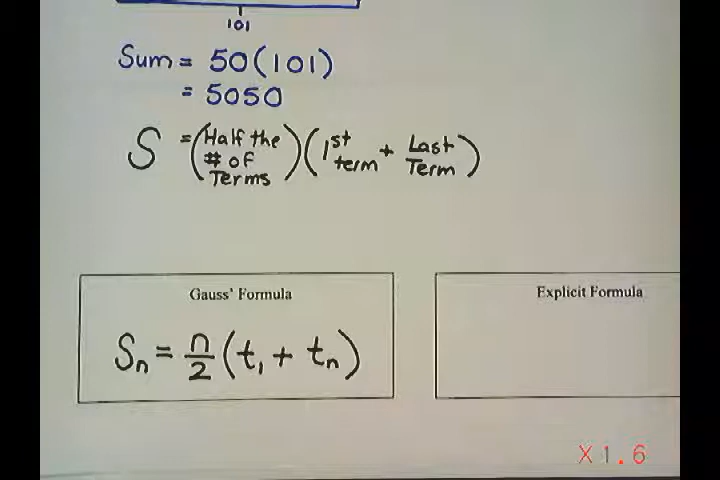 101
Sum = 50(101)
= 5050
S = (Half the # of Terms)(1st term + Last Term)
Gauss' Formula
Sn = n/2 (t1 + tn)
Explicit Formula
X1.6